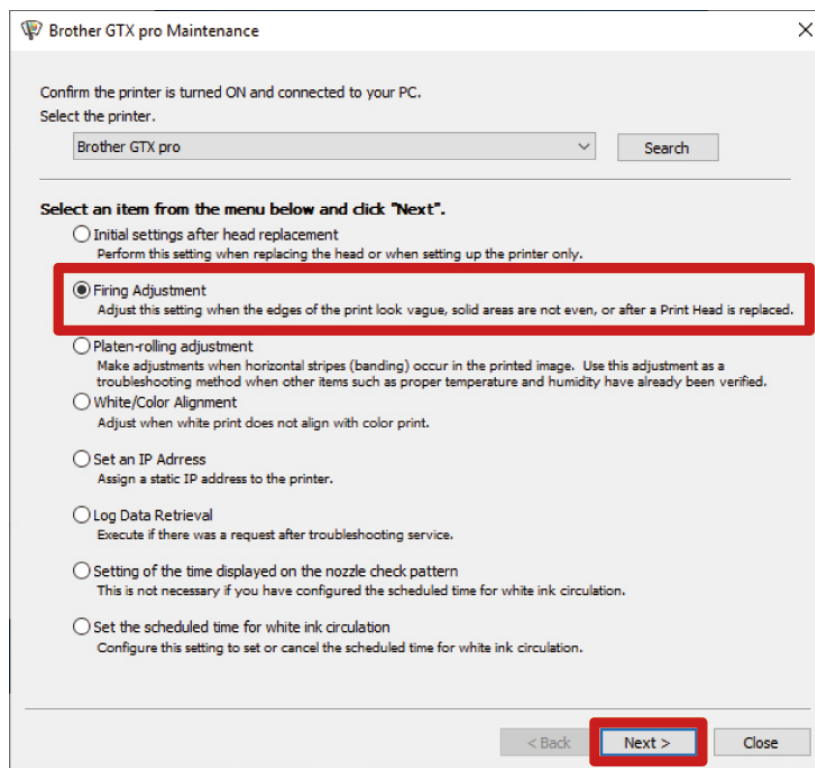 Brother GTX pro Maintenance
Confirm the printer is turned ON and connected to your PC.
Select the printer.
Brother GTX pro
Search
Select an item from the menu below and click "Next".
Initial settings after head replacement
Perform this setting when replacing the head or when setting up the printer only.
Firing Adjustment
Adjust this setting when the edges of the print look vague, solid areas are not even, or after a Print Head is replaced.
Platen-rolling adjustment
Make adjustments when horizontal stripes (banding) occur in the printed image. Use this adjustment as a
troubleshooting method when other items such as proper temperature and humidity have already been verified.
White/Color Alignment
Adjust when white print does not align with color print.
Set an IP Adrress
Assign a static IP address to the printer.
Log Data Retrieval
Execute if there was a request after troubleshooting service.
Setting of the time displayed on the nozzle check pattern
This is not necessary if you have configured the scheduled time for white ink circulation.
Set the scheduled time for white ink circulation
Configure this setting to set or cancel the scheduled time for white ink circulation.
< Back
Next >
Close